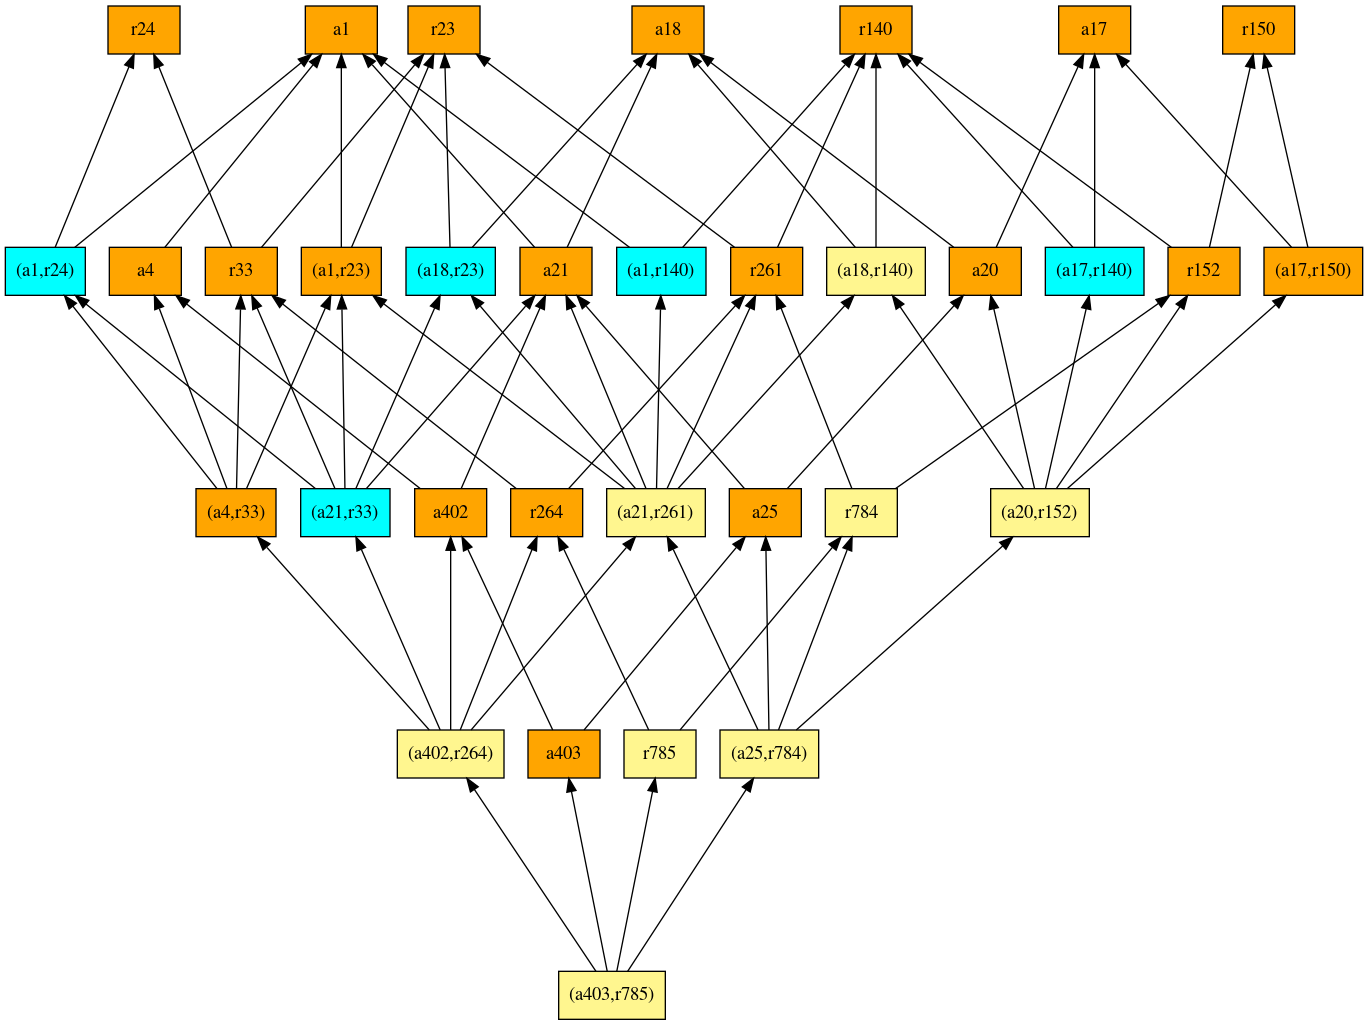 r24
a1
r23
a18
r140
a17
r150
(a1,r24)
a4
r33
(a1,r23)
(a18,r23)
a21
(a1,r140)
r261
(a18,r140)
a20
(a17,r140)
r152
(a17,r150)
(a4,r33)
(a21,r33)
a402
r264
(a21,r261)
a25
r784
(a20,r152)
(a402,r264)
a403
r785
(a25,r784)
(a403,r785)